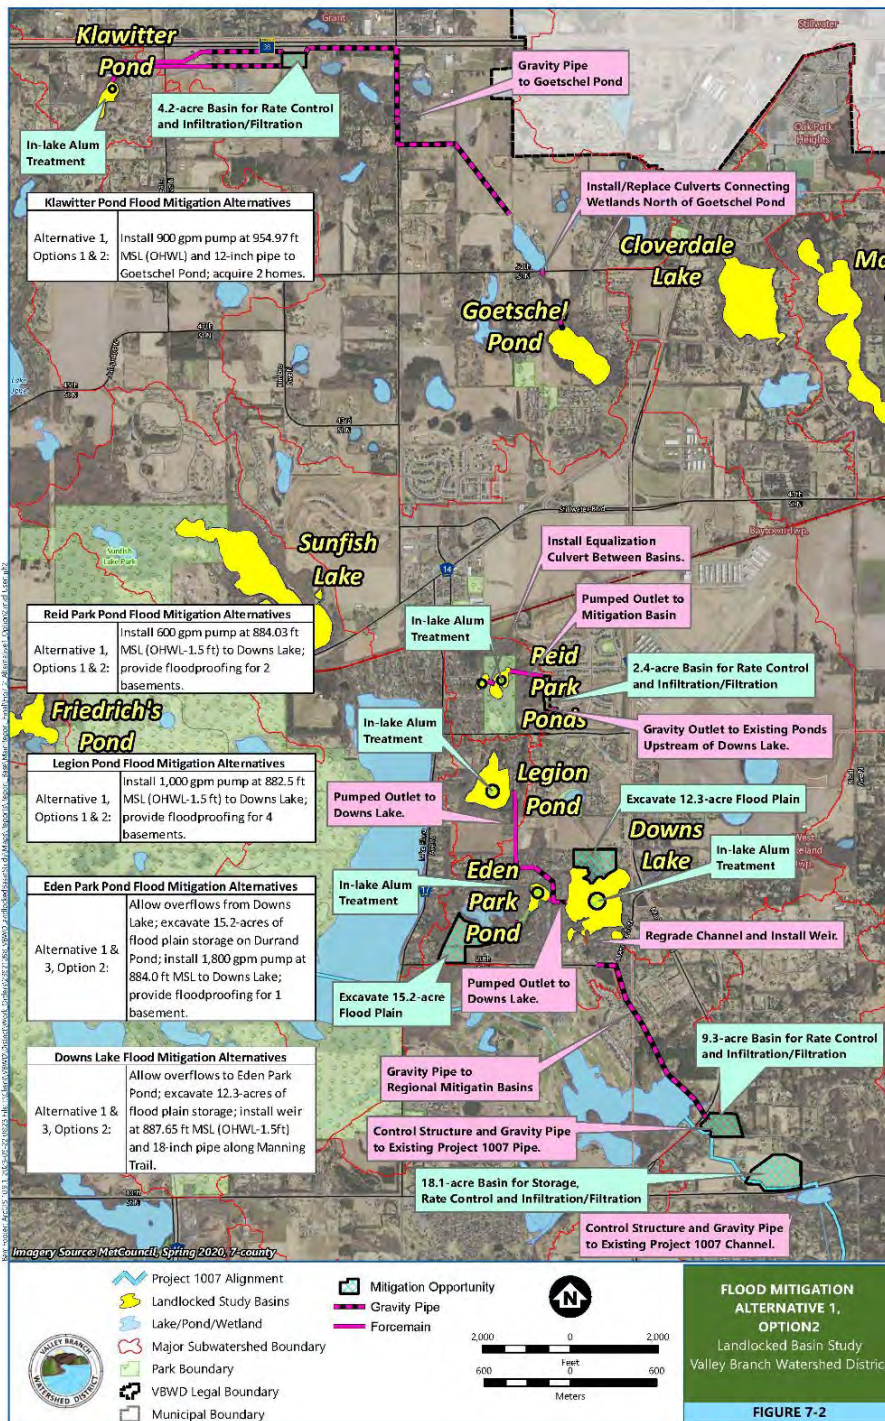 Grant
Stillwater
Klawitter
Pond
36
Gravity Pipe
to Goetschel Pond
4.2-acre Basin for Rate Control
and Infiltration/Filtration
Oak Park
Heights
In-lake Alum
Treatment
Install/Replace Culverts Connecting
Wetlands North of Goetschel Pond
Klawitter Pond Flood Mitigation Alternatives
Alternative 1,
Options 1 & 2:
Install 900 gpm pump at 954.97 ft
MSL (OHWL) and 12-inch pipe to
Goetschel Pond; acquire 2 homes.
Cloverdale
Lake
Goetschel
Pond
Stillwater Blvd
Sunfish
Lake Park
Sunfish
Lake
14
Baytown Twp.
Install Equalization
Culvert Between Basins.
Pumped Outlet to
Mitigation Basin
In-lake Alum
Treatment
Reid Park Pond Flood Mitigation Alternatives
Alternative 1,
Options 1 & 2:
Install 600 gpm pump at 884.03 ft
MSL (OHWL-1.5 ft) to Downs Lake;
provide floodproofing for 2
basements.
Reid
Park
Ponds
2.4-acre Basin for Rate Control
and Infiltration/Filtration
Friedrich's
Pond
In-lake Alum
Treatment
Gravity Outlet to Existing Ponds
Upstream of Downs Lake.
Legion Pond Flood Mitigation Alternatives
Alternative 1,
Options 1 & 2:
Install 1,000 gpm pump at 882.5 ft
MSL (OHWL-1.5 ft) to Downs Lake;
provide floodproofing for 4
basements.
Legion
Pond
Pumped Outlet to
Downs Lake.
Excavate 12.3-acre Flood Plain
Downs
Lake
In-lake Alum
Treatment
Eden
Park
Pond
In-lake Alum
Treatment
Eden Park Pond Flood Mitigation Alternatives
Alternative 1 &
3, Option 2:
Allow overflows from Downs
Lake; excavate 15.2-acres of
flood plain storage on Durrand
Pond; install 1,800 gpm pump at
884.0 ft MSL to Downs Lake;
provide floodproofing for 1
basement.
Regrade Channel and Install Weir.
Excavate 15.2-acre
Flood Plain
Pumped Outlet to
Downs Lake.
9.3-acre Basin for Rate Control
and Infiltration/Filtration
Gravity Pipe to
Regional Mitigatin Basins
Downs Lake Flood Mitigation Alternatives
Alternative 1 &
3, Option 2:
Allow overflows to Eden Park
Pond; excavate 12.3-acres of
flood plain storage; install weir
at 887.65 ft MSL (OHWL-1.5ft)
and 18-inch pipe along Manning
Trail.
Control Structure and Gravity Pipe
to Existing Project 1007 Pipe.
18.1-acre Basin for Storage,
Rate Control and Infiltration/Filtration
Control Structure and Gravity Pipe
to Existing Project 1007 Channel.
Imagery Source: MetCouncil, Spring 2020, 7-county
Project 1007 Alignment
Landlocked Study Basins
Lake/Pond/Wetland
Major Subwatershed Boundary
Park Boundary
VBWD Legal Boundary
Municipal Boundary
Mitigation Opportunity
Gravity Pipe
Forcemain
N
2,000 0 2,000
Feet
600 0 600
Meters
VALLEY BRANCH
WATERSHED DISTRICT
FLOOD MITIGATION
ALTERNATIVE 1,
OPTION2
Landlocked Basin Study
Valley Branch Watershed Distric
FIGURE 7-2